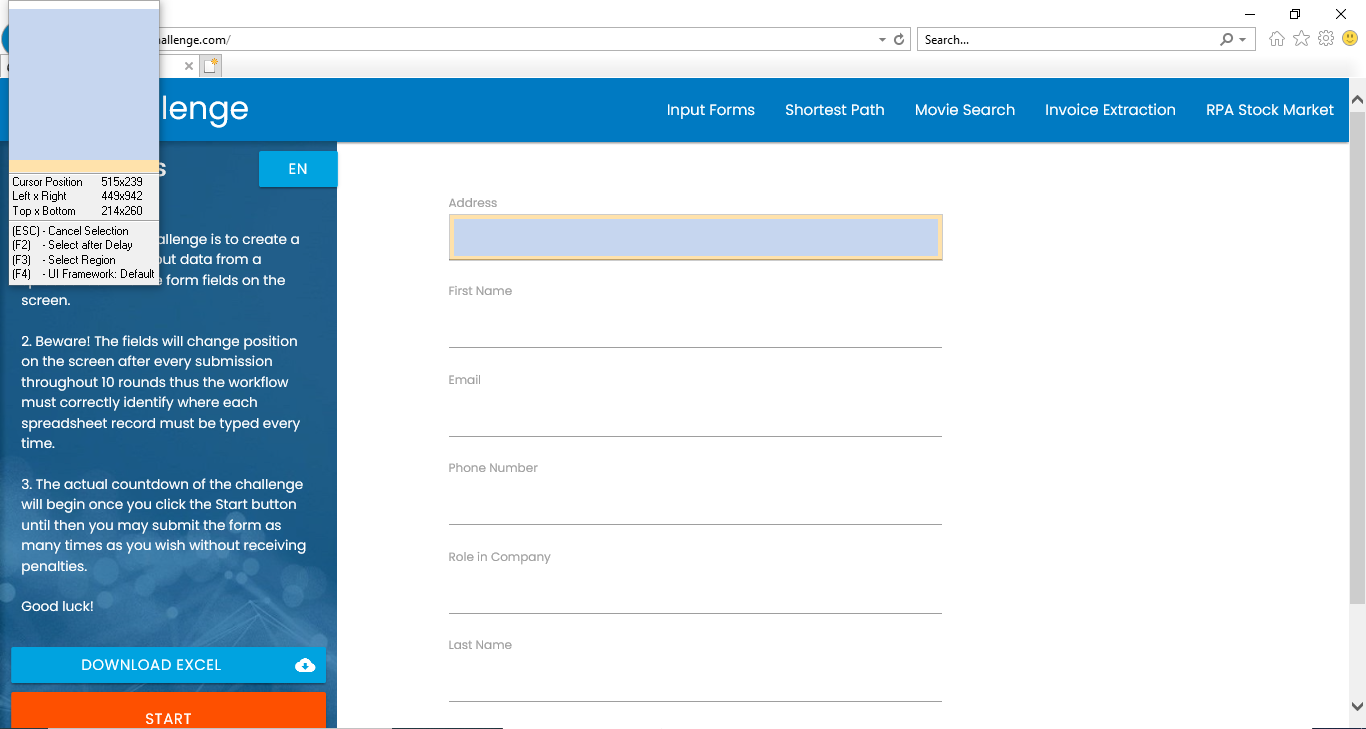 allenge.com/
Search...
llenge
Input Forms
Shortest Path
Movie Search
Invoice Extraction
RPA Stock Market
s
EN
Cursor Position 515x239
Left x Right 449x942
Top x Bottom 214x260
(ESC) - Cancel Selection
(F2) - Select after Delay
(F3) - Select Region
(F4) - UI Framework: Default
allenge is to create a
out data from a
form fields on the
screen.
2. Beware! The fields will change position
on the screen after every submission
throughout 10 rounds thus the workflow
must correctly identify where each
spreadsheet record must be typed every
time.
3. The actual countdown of the challenge
will begin once you click the Start button
until then you may submit the form as
many times as you wish without receiving
penalties.
Good luck!
DOWNLOAD EXCEL
START
Address
First Name
Email
Phone Number
Role in Company
Last Name